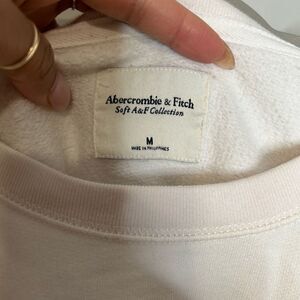 Abercrombie & Fitch
Soft A&F Collection
M
MADE IN PHILIPPINES